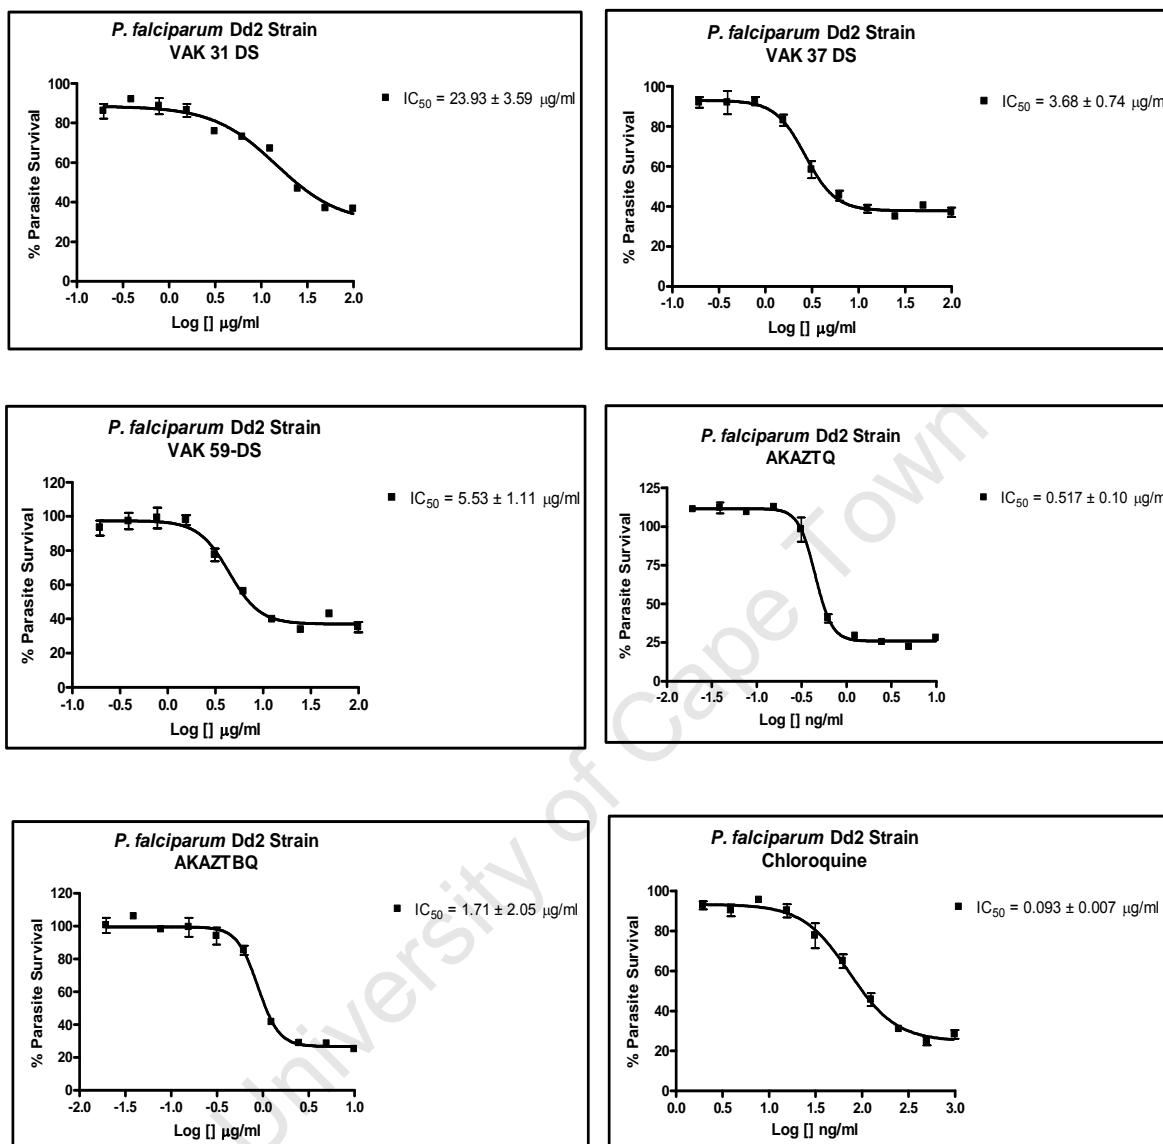 P. falciparum Dd2 Strain
VAK 31 DS
IC50 = 23.93 ± 3.59 µg/ml
% Parasite Survival
100
80
60
40
20
0
-1.0 -0.5 0.0 0.5 1.0 1.5 2.0
Log [] µg/ml
P. falciparum Dd2 Strain
VAK 37 DS
IC50 = 3.68 ± 0.74 µg/m
% Parasite Survival
100
80
60
40
20
0
-1.0 -0.5 0.0 0.5 1.0 1.5 2.0
Log [] µg/ml
P. falciparum Dd2 Strain
VAK 59-DS
IC50 = 5.53 ± 1.11 µg/ml
% Parasite Survival
120
100
80
60
40
20
0
-1.0 -0.5 0.0 0.5 1.0 1.5 2.0
Log [] µg/ml
P. falciparum Dd2 Strain
AKAZTQ
IC50 = 0.517 ± 0.10 µg/m
% Parasite Survival
125
100
75
50
25
0
-2.0 -1.5 -1.0 -0.5 0.0 0.5 1.0
Log [] ng/ml
P. falciparum Dd2 Strain
AKAZTBQ
IC50 = 1.71 ± 2.05 µg/ml
% Parasite Survival
120
100
80
60
40
20
0
-2.0 -1.5 -1.0 -0.5 0.0 0.5 1.0
Log [] µg/ml
P. falciparum Dd2 Strain
Chloroquine
IC50 = 0.093 ± 0.007 µg/ml
% Parasite Survival
100
80
60
40
20
0
0.0 0.5 1.0 1.5 2.0 2.5 3.0
Log [] ng/ml
University of Cape Town